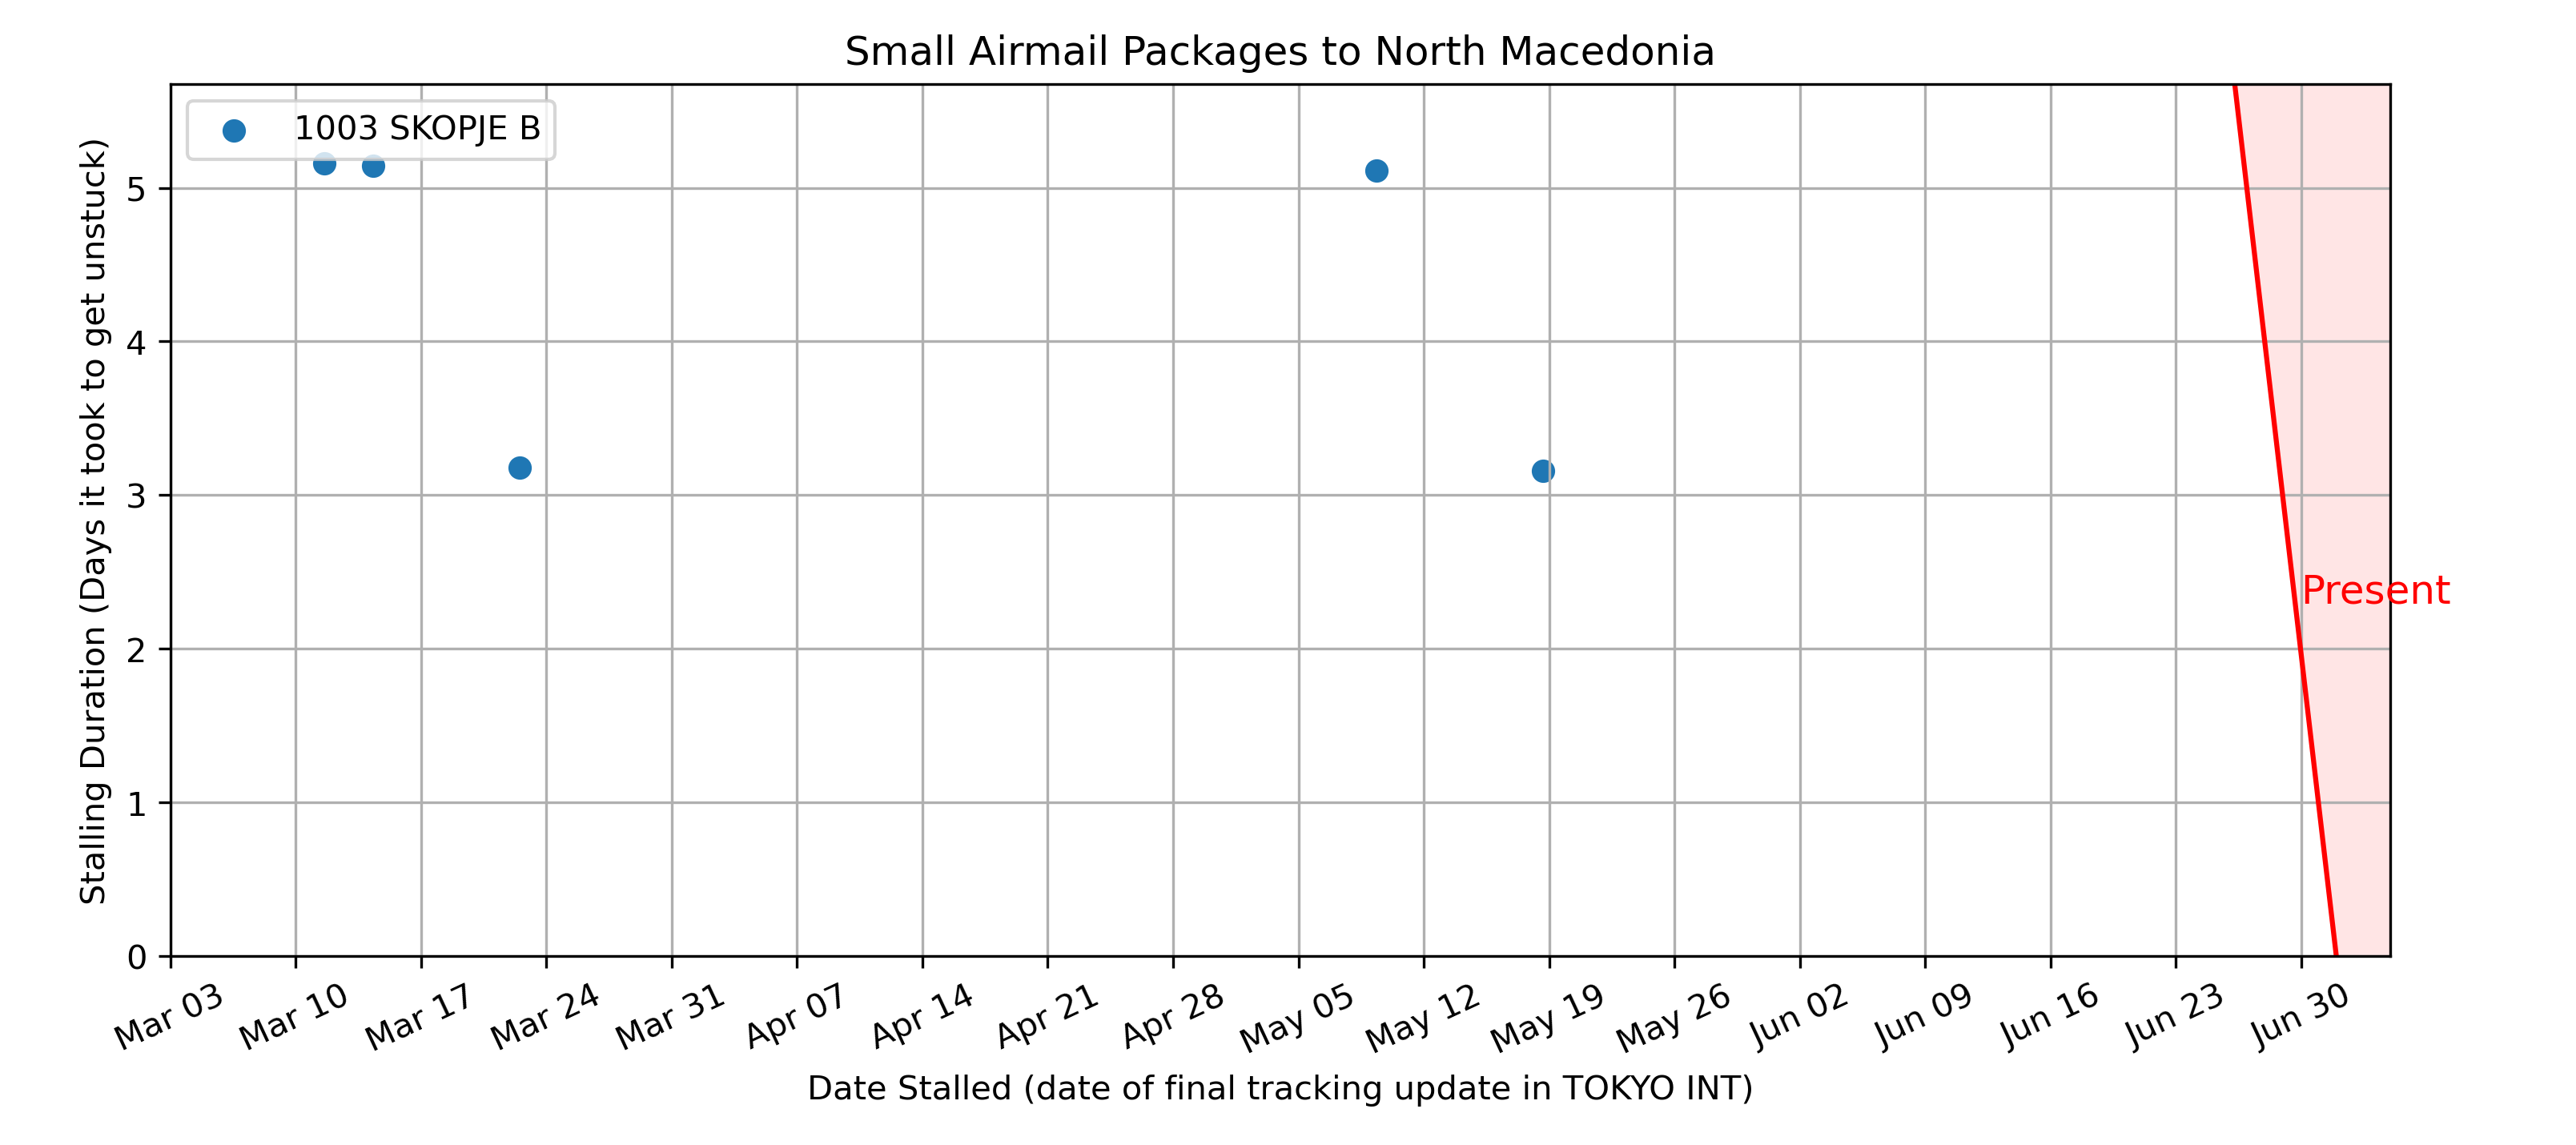 Small Airmail Packages to North Macedonia
1003 SKOPJE B
Stalling Duration (Days it took to get unstuck)
5
4
3
2
1
0
Present
Mar 03
Mar 10
Mar 17
Mar 24
Mar 31
Apr 07
Apr 14
Apr 21
Apr 28
May 05
May 12
May 19
May 26
Jun 02
Jun 09
Jun 16
Jun 23
Jun 30
Date Stalled (date of final tracking update in TOKYO INT)